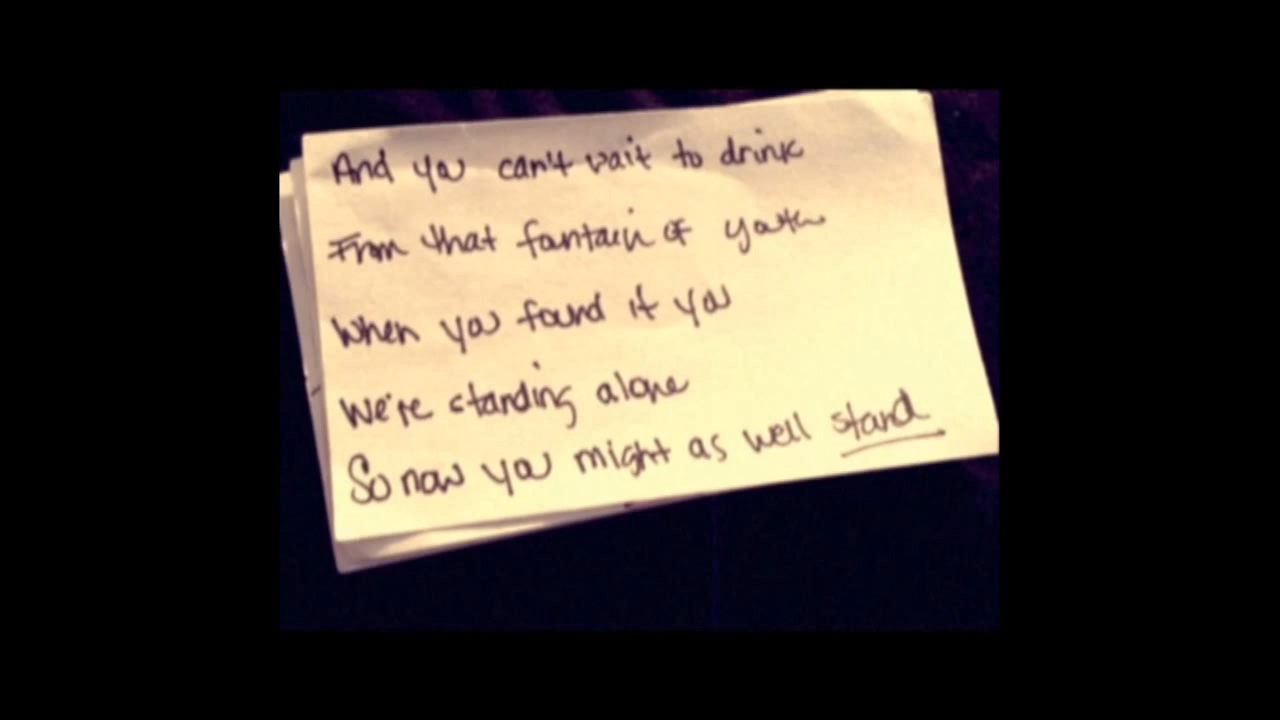 And you can't wait to drink
From that fountain of youth
When you found it you
We're standing alone
So now you might as well stand